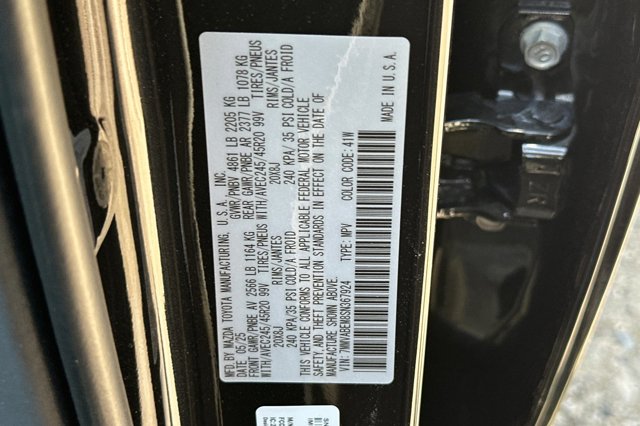 MFD BY MAZDA TOYOTA MANUFACTURING, U.S.A., INC.
05/25 GVWR/PNBV 4861 LB 2205 KG
FRONT GAWR/PNBE AV 2566 LB 1164 KG REAR GAWR/PNBE AR 2377 LB 1078 KG
WITH/AVEC245/45R20 99V TIRES/PNEUS WITH/AVEC245/45R20 99V TIRES/PNEUS
20X8J RIMS/JANTES 20X8J RIMS/JANTES
240 KPA/ 35 PSI COLD/A FROID 240 KPA/ 35 PSI COLD/A FROID
THIS VEHICLE CONFORMS TO ALL APPLICABLE FEDERAL MOTOR VEHICLE
SAFETY, AND THEFT PREVENTION STANDARDS IN EFFECT ON THE DATE OF
MANUFACTURE SHOWN ABOVE.
TYPE: MPV COLOR CODE: 41W
MADE IN U.S.A.